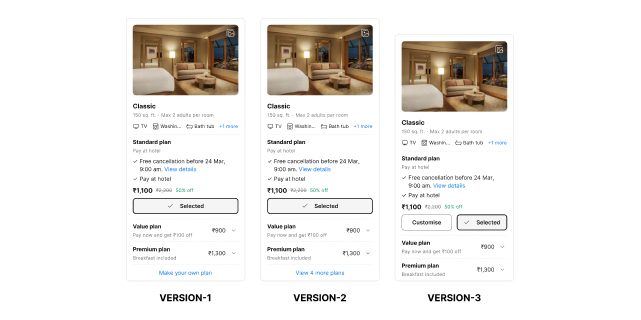 Classic
150 sq. ft. · Max 2 adults per room
TV Washin... Bath tub +1 more
Standard plan
Pay at hotel
✓ Free cancellation before 24 Mar,
9:00 am. View details
✓ Pay at hotel
₹1,100 ₹2,200 50% off
✓ Selected
Value plan
Pay now and get ₹100 off
₹900
Premium plan
Breakfast included
₹1,300
Make your own plan
VERSION-1
Classic
150 sq. ft. · Max 2 adults per room
TV Washin... Bath tub +1 more
Standard plan
Pay at hotel
✓ Free cancellation before 24 Mar,
9:00 am. View details
✓ Pay at hotel
₹1,100 ₹2,200 50% off
✓ Selected
Value plan
Pay now and get ₹100 off
₹900
Premium plan
Breakfast included
₹1,300
View 4 more plans
VERSION-2
Classic
150 sq. ft. · Max 2 adults per room
TV Washin... Bath tub +1 more
Standard plan
Pay at hotel
✓ Free cancellation before 24 Mar,
9:00 am. View details
✓ Pay at hotel
₹1,100 ₹2,200 50% off
Customise ✓ Selected
Value plan
Pay now and get ₹100 off
₹900
Premium plan
Breakfast included
₹1,300
VERSION-3